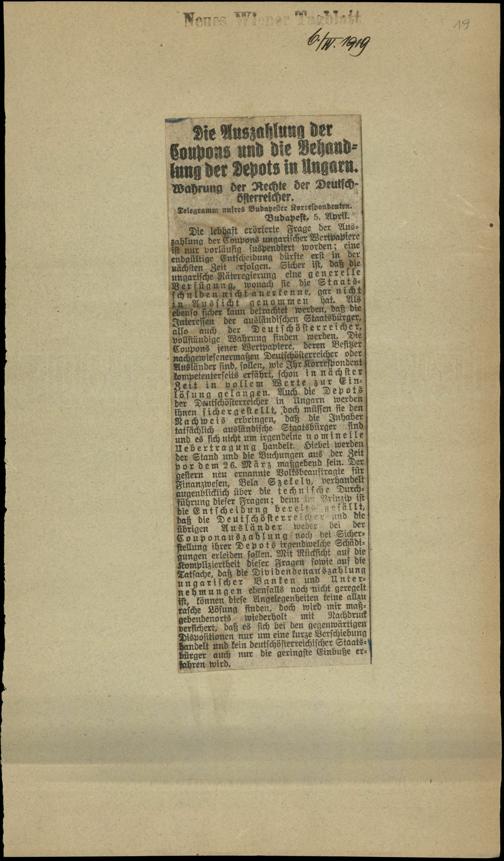 Neues Wiener Tagblatt
19
6/IV. 1919
Die Auszahlung der
Coupons und die Behand-
lung der Depots in Ungarn.
Wahrung der Rechte der Deutsch-
österreicher.
Telegramm unsres Budapester Korrespondenten.
Budapest, 5. April.
Die lebhaft erörterte Frage der Aus-
zahlung der Coupons ungarischer Wertpapiere
ist nur vorläufig suspendiert worden; eine
endgültige Entscheidung dürfte erst in der
nächsten Zeit erfolgen. Sicher ist, daß die
ungarische Räteregierung eine generelle
Verfügung, wonach sie die Staats-
schulden nicht anerkenne, gar nicht
in Aussicht genommen hat. Als
ebenso sicher kann betrachtet werden, daß die
Interessen der ausländischen Staatsbürger,
also auch der Deutschösterreicher,
vollständige Wahrung finden werden. Die
Coupons jener Wertpapiere, deren Besitzer
nachgewiesenermaßen Deutschösterreicher oder
Ausländer sind, sollen, wie Ihr Korrespondent
kompetenterseits erfährt, schon in nächster
Zeit in vollem Werte zur Ein-
lösung gelangen. Auch die Depots
der Deutschösterreicher in Ungarn werden
ihnen sichergestellt, doch müssen sie den
Nachweis erbringen, daß die Inhaber
tatsächlich ausländische Staatsbürger sind
und es sich nicht um irgendeine nominelle
Uebertragung handelt. Hiebei werden
der Stand und die Buchungen aus der Zeit
vor dem 26. März maßgebend sein. Der
gestern neu ernannte Volksbeauftragte für
Finanzwesen, Bela Szekely, verhandelt
augenblicklich über die technische Durch-
führung dieser Fragen; denn im Prinzip ist
die Entscheidung bereits gefällt,
daß die Deutschösterreicher und die
übrigen Ausländer weder bei der
Couponauszahlung noch bei Sicher-
stellung ihrer Depots irgendwelche Schädi-
gungen erleiden sollen. Mit Rücksicht auf die
Kompliziertheit dieser Fragen sowie auf die
Tatsache, daß die Dividendenauszahlung
ungarischer Banken und Unter-
nehmungen ebenfalls noch nicht geregelt
ist, können diese Angelegenheiten keine allzu
rasche Lösung finden, doch wird mir maß-
gebendenorts wiederholt mit Nachdruck
versichert, daß es sich bei den gegenwärtigen
Dispositionen nur um eine kurze Verschiebung
handelt und kein deutschösterreichischer Staats-
bürger auch nur die geringste Einbuße er-
fahren wird.